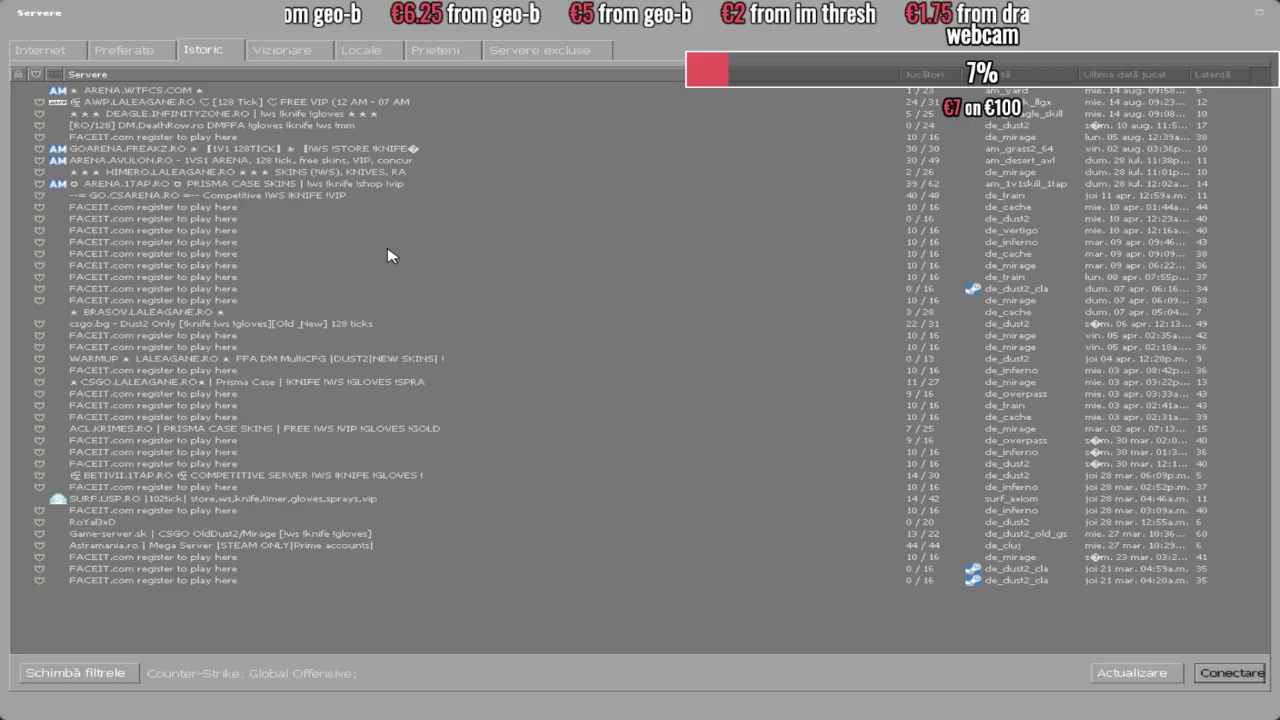 Servere
om geo-b €6.25 from geo-b €5 from geo-b €2 from im thresh €1.75 from dra
webcam
7%
€7 on €100
Internet Preferate Istoric Vizionare Locale Prieteni Servere excluse
Servere Jucători Ultima dată jucat Latență
AM ★ ARENA.WTFCS.COM ★ 1 / 23 am_yard mie. 14 aug. 09:58... 5
AWP.LALEAGANE.RO [128 Tick] FREE VIP (12 AM - 07 AM 24 / 31 mie. 14 aug. 09:23... 12
★ ★ ★ DEAGLE.INFINITYZONE.RO | !ws !knife !gloves ★ ★ ★ 5 / 25 mie. 14 aug. 09:08... 10
[RO/128] DM.DeathRow.ro DMFFA !gloves !knife !ws !mm 0 / 24 de_dust2 s�m. 10 aug. 11:5... 17
FACEIT.com register to play here 10 / 16 de_mirage lun. 05 aug. 12:39a... 38
AM GOARENA.FREAKZ.RO ★ 【1V1 128TICK】 ★ 【!WS !STORE !KNIFE� 30 / 30 am_grass2_64 vin. 02 aug. 03:36p... 10
AM ARENA.AVULON.RO - 1VS1 ARENA, 128 tick, free skins, VIP, concur 30 / 49 am_desert_avl dum. 28 iul. 11:38p... 11
★ ★ ★ HIMERO.LALEAGANE.RO ★ ★ ★ SKINS (!WS), KNIVES, RA 2 / 26 de_mirage dum. 28 iul. 11:01p... 10
AM ARENA.1TAP.RO PRISMA CASE SKINS | !ws !knife !shop !vip 39 / 62 am_1v1skill_1tap dum. 28 iul. 12:02a... 14
--= GO.CSARENA.RO =-- Competitive !WS !KNIFE !VIP 40 / 48 de_train joi 11 apr. 12:59a.m. 11
FACEIT.com register to play here 10 / 16 de_cache mie. 10 apr. 01:44a... 44
FACEIT.com register to play here 0 / 16 de_dust2 mie. 10 apr. 12:23a... 40
FACEIT.com register to play here 10 / 16 de_vertigo mie. 10 apr. 12:16a... 40
FACEIT.com register to play here 10 / 16 de_inferno mar. 09 apr. 09:46... 43
FACEIT.com register to play here 10 / 16 de_cache mar. 09 apr. 09:09... 38
FACEIT.com register to play here 10 / 16 de_mirage mar. 09 apr. 06:22... 36
FACEIT.com register to play here 10 / 16 de_train lun. 08 apr. 07:55p... 37
FACEIT.com register to play here 0 / 16 de_dust2_cla dum. 07 apr. 06:16... 34
FACEIT.com register to play here 10 / 16 de_mirage dum. 07 apr. 06:09... 38
★ BRASOV.LALEAGANE.RO ★ 3 / 28 de_cache dum. 07 apr. 05:04... 7
csgo.bg - Dust2 Only [!knife !ws !gloves][Old_New] 128 ticks 22 / 31 de_dust2 s�m. 06 apr. 12:13... 49
FACEIT.com register to play here 10 / 16 de_mirage vin. 05 apr. 02:35a... 42
FACEIT.com register to play here 10 / 16 de_mirage vin. 05 apr. 02:18a... 36
WARMUP ★ LALEAGANE.RO ★ FFA DM MultiCFG |DUST2|NEW SKINS| ! 0 / 13 de_dust2 joi 04 apr. 12:28p.m. 9
FACEIT.com register to play here 10 / 16 de_inferno mie. 03 apr. 08:42p... 36
★ CSGO.LALEAGANE.RO★ | Prisma Case | !KNIFE !WS !GLOVES !SPRA 11 / 27 de_mirage mie. 03 apr. 03:22p... 13
FACEIT.com register to play here 9 / 16 de_overpass mie. 03 apr. 03:33a... 43
FACEIT.com register to play here 10 / 16 de_train mie. 03 apr. 02:41a... 43
FACEIT.com register to play here 10 / 16 de_cache mie. 03 apr. 02:31a... 39
ACL.KRIMES.RO | PRISMA CASE SKINS | FREE !WS !VIP !GLOVES !GOLD 7 / 25 de_mirage mar. 02 apr. 07:13... 15
FACEIT.com register to play here 9 / 16 de_overpass s�m. 30 mar. 02:0... 40
FACEIT.com register to play here 10 / 16 de_inferno s�m. 30 mar. 01:3... 36
FACEIT.com register to play here 10 / 16 de_dust2 s�m. 30 mar. 12:1... 40
BETIVII.1TAP.RO COMPETITIVE SERVER !WS !KNIFE !GLOVES ! 14 / 30 de_dust2 joi 28 mar. 06:09p.m. 5
FACEIT.com register to play here 10 / 16 de_inferno joi 28 mar. 02:52p.m. 37
SURF.USP.RO |102tick| store,ws,knife,timer,gloves,sprays,vip 14 / 42 surf_axiom joi 28 mar. 04:46a.m. 11
FACEIT.com register to play here 10 / 16 de_inferno joi 28 mar. 03:09a.m. 40
RoYal3xD 0 / 20 de_dust2 joi 28 mar. 12:55a.m. 6
Game-server.sk | CSGO OldDust2/Mirage [!ws !knife !gloves] 13 / 22 de_dust2_old_gs mie. 27 mar. 10:36... 60
Astramania.ro | Mega Server |STEAM ONLY|Prime accounts| 44 / 44 de_cluj mie. 27 mar. 10:29... 6
FACEIT.com register to play here 10 / 16 de_mirage s�m. 23 mar. 03:2... 41
FACEIT.com register to play here 0 / 16 de_dust2_cla joi 21 mar. 04:59a.m. 35
FACEIT.com register to play here 0 / 16 de_dust2_cla joi 21 mar. 04:20a.m. 35
Schimbă filtrele Counter-Strike: Global Offensive; Actualizare Conectare